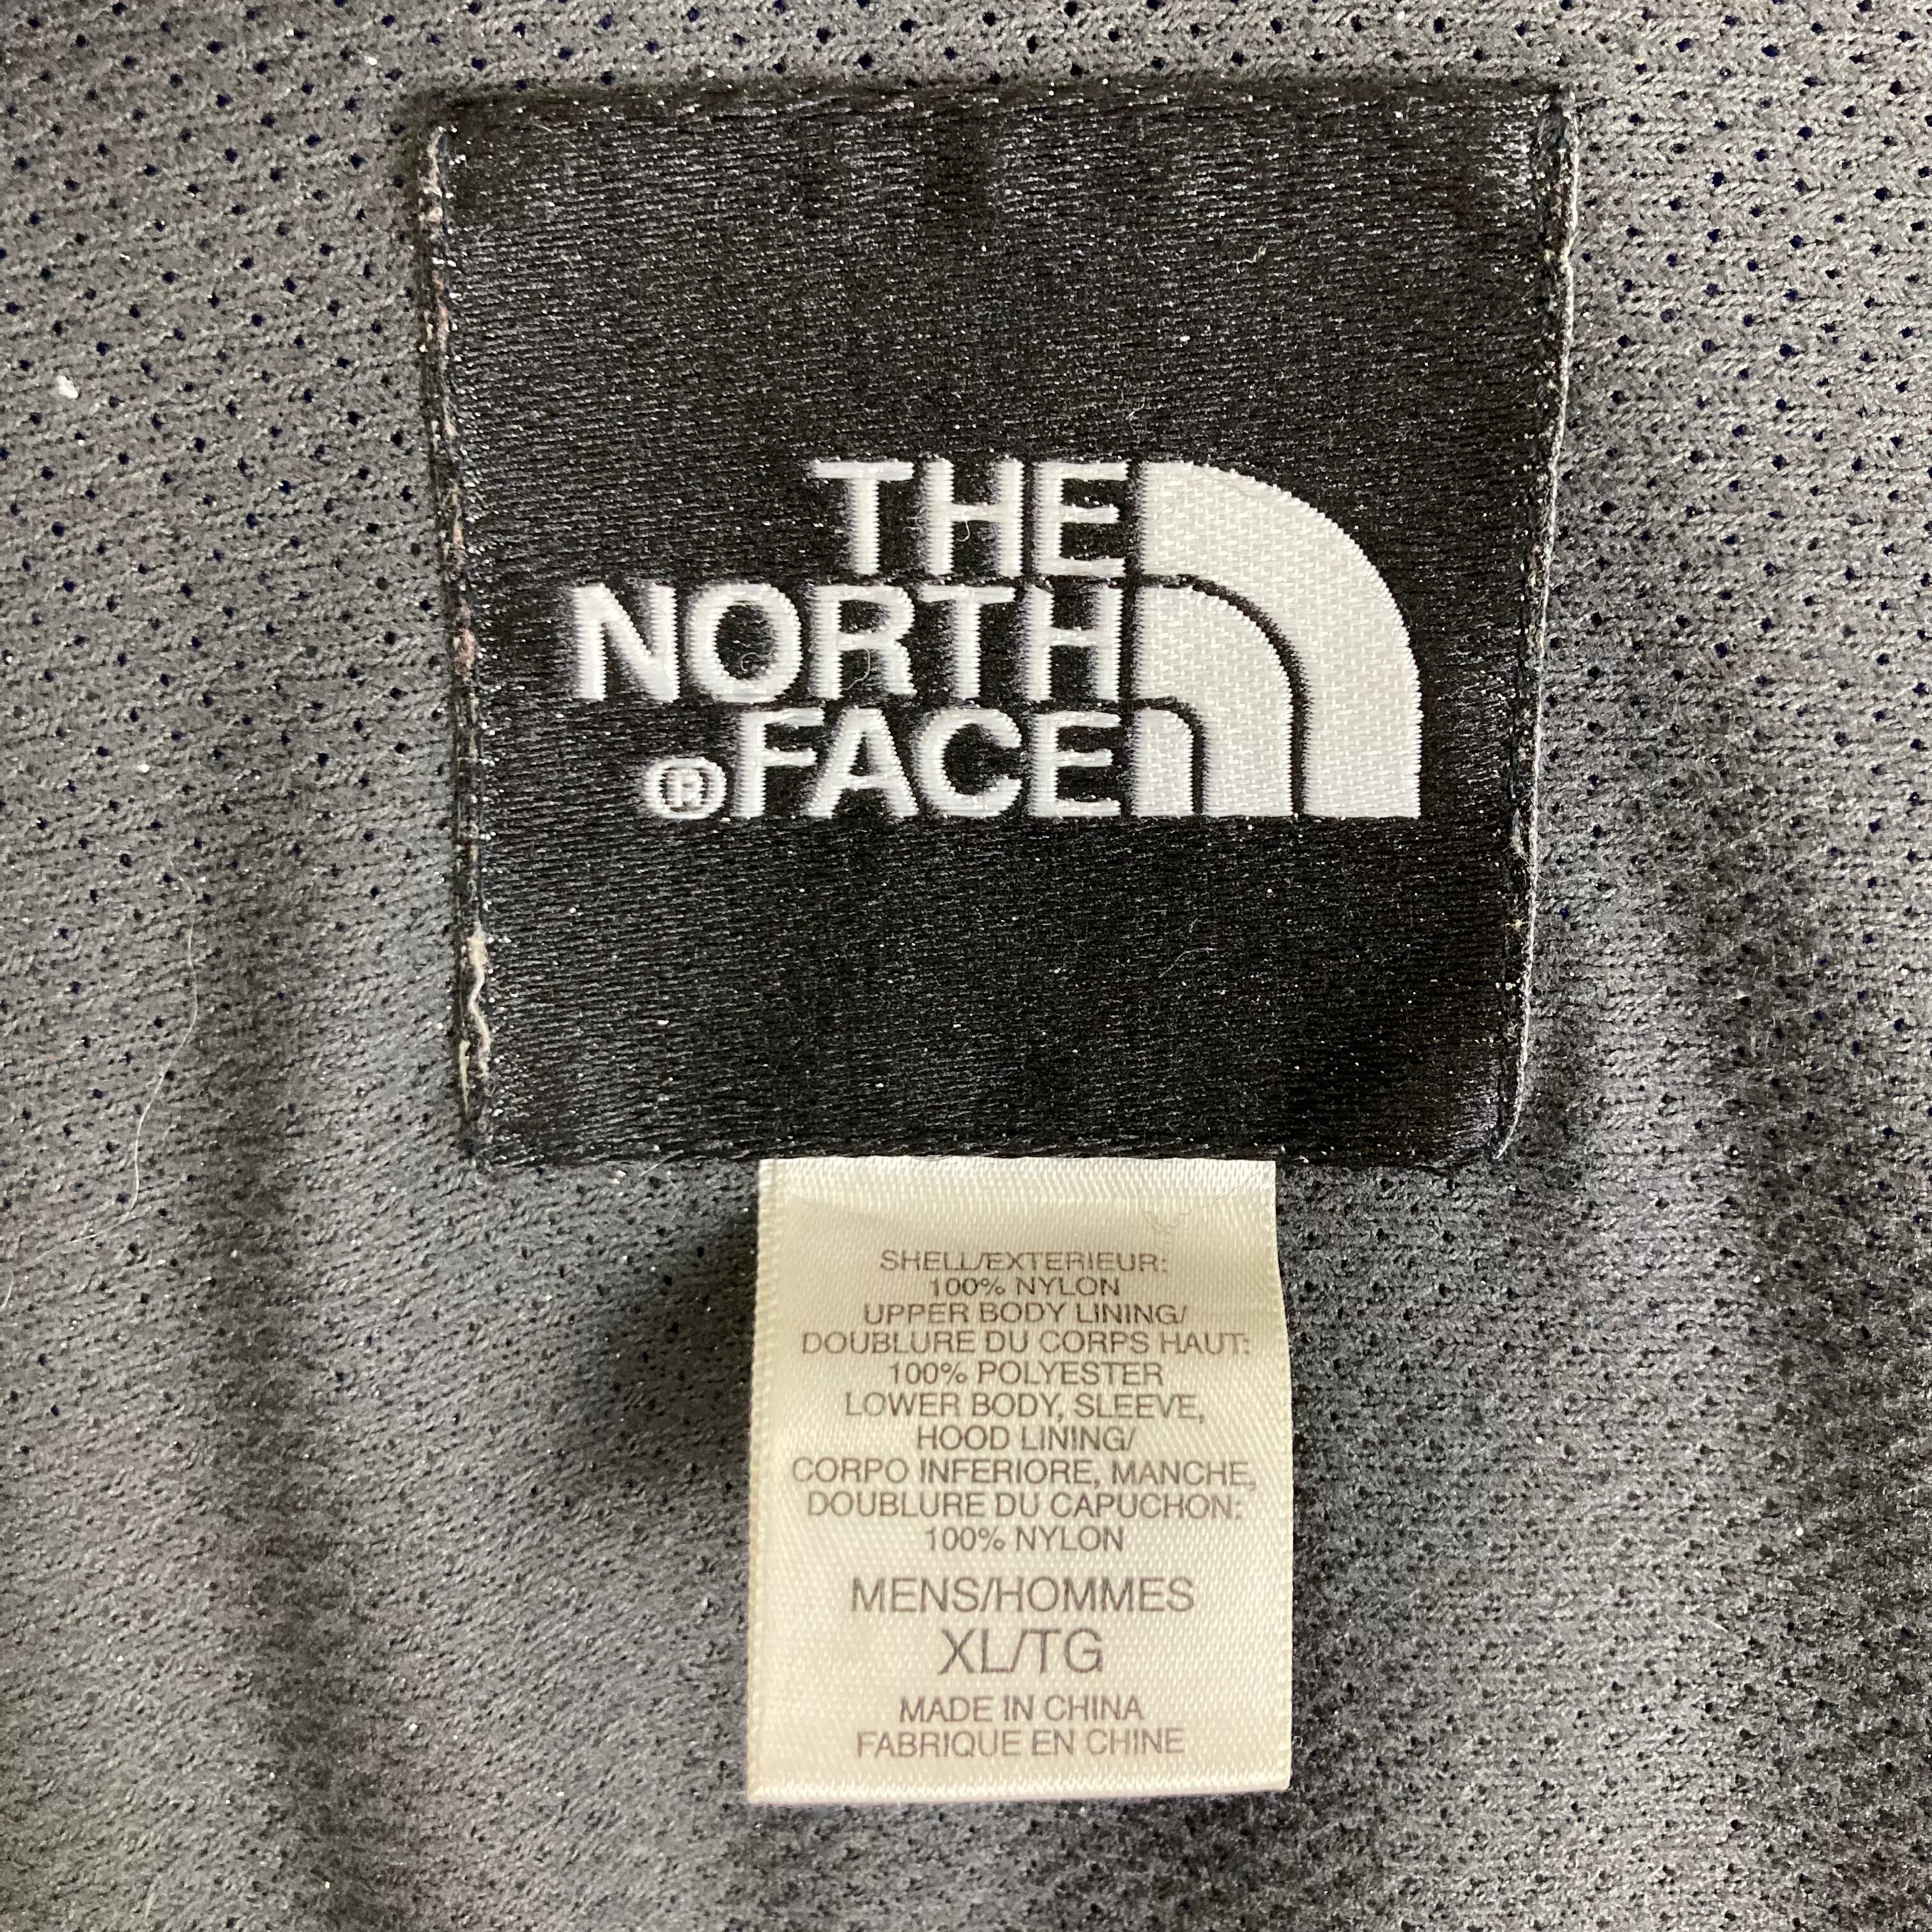 THE
NORTH
®FACE
SHELL/EXTERIEUR:
100% NYLON
UPPER BODY LINING/
DOUBLURE DU CORPS HAUT:
100% POLYESTER
LOWER BODY, SLEEVE,
HOOD LINING/
CORPO INFERIORE, MANCHE,
DOUBLURE DU CAPUCHON:
100% NYLON
MENS/HOMMES
XL/TG
MADE IN CHINA
FABRIQUE EN CHINE